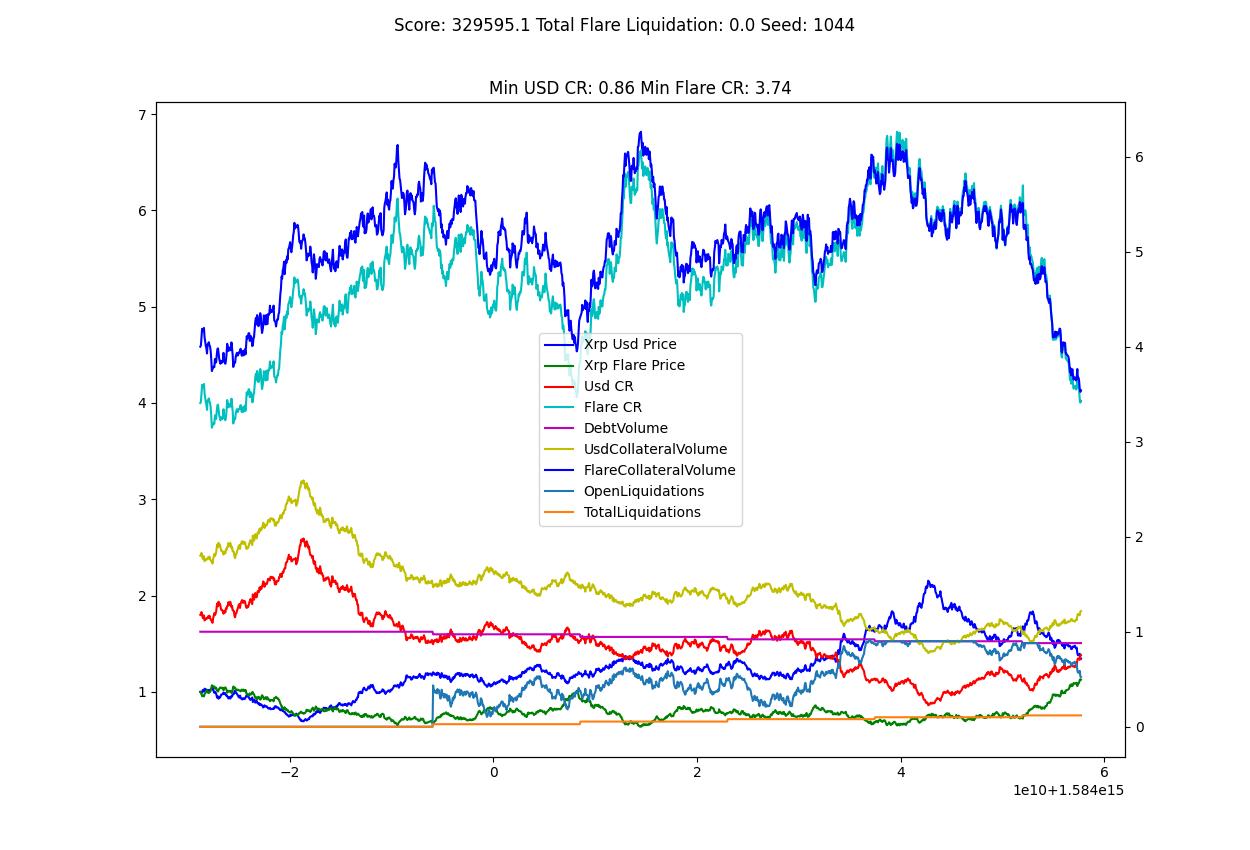 Score: 329595.1 Total Flare Liquidation: 0.0 Seed: 1044
Min USD CR: 0.86 Min Flare CR: 3.74
7
6
5
4
3
2
1
6
5
4
3
2
1
0
Xrp Usd Price
Xrp Flare Price
Usd CR
Flare CR
DebtVolume
UsdCollateralVolume
FlareCollateralVolume
OpenLiquidations
TotalLiquidations
−2 0 2 4 6
1e10+1.584e15